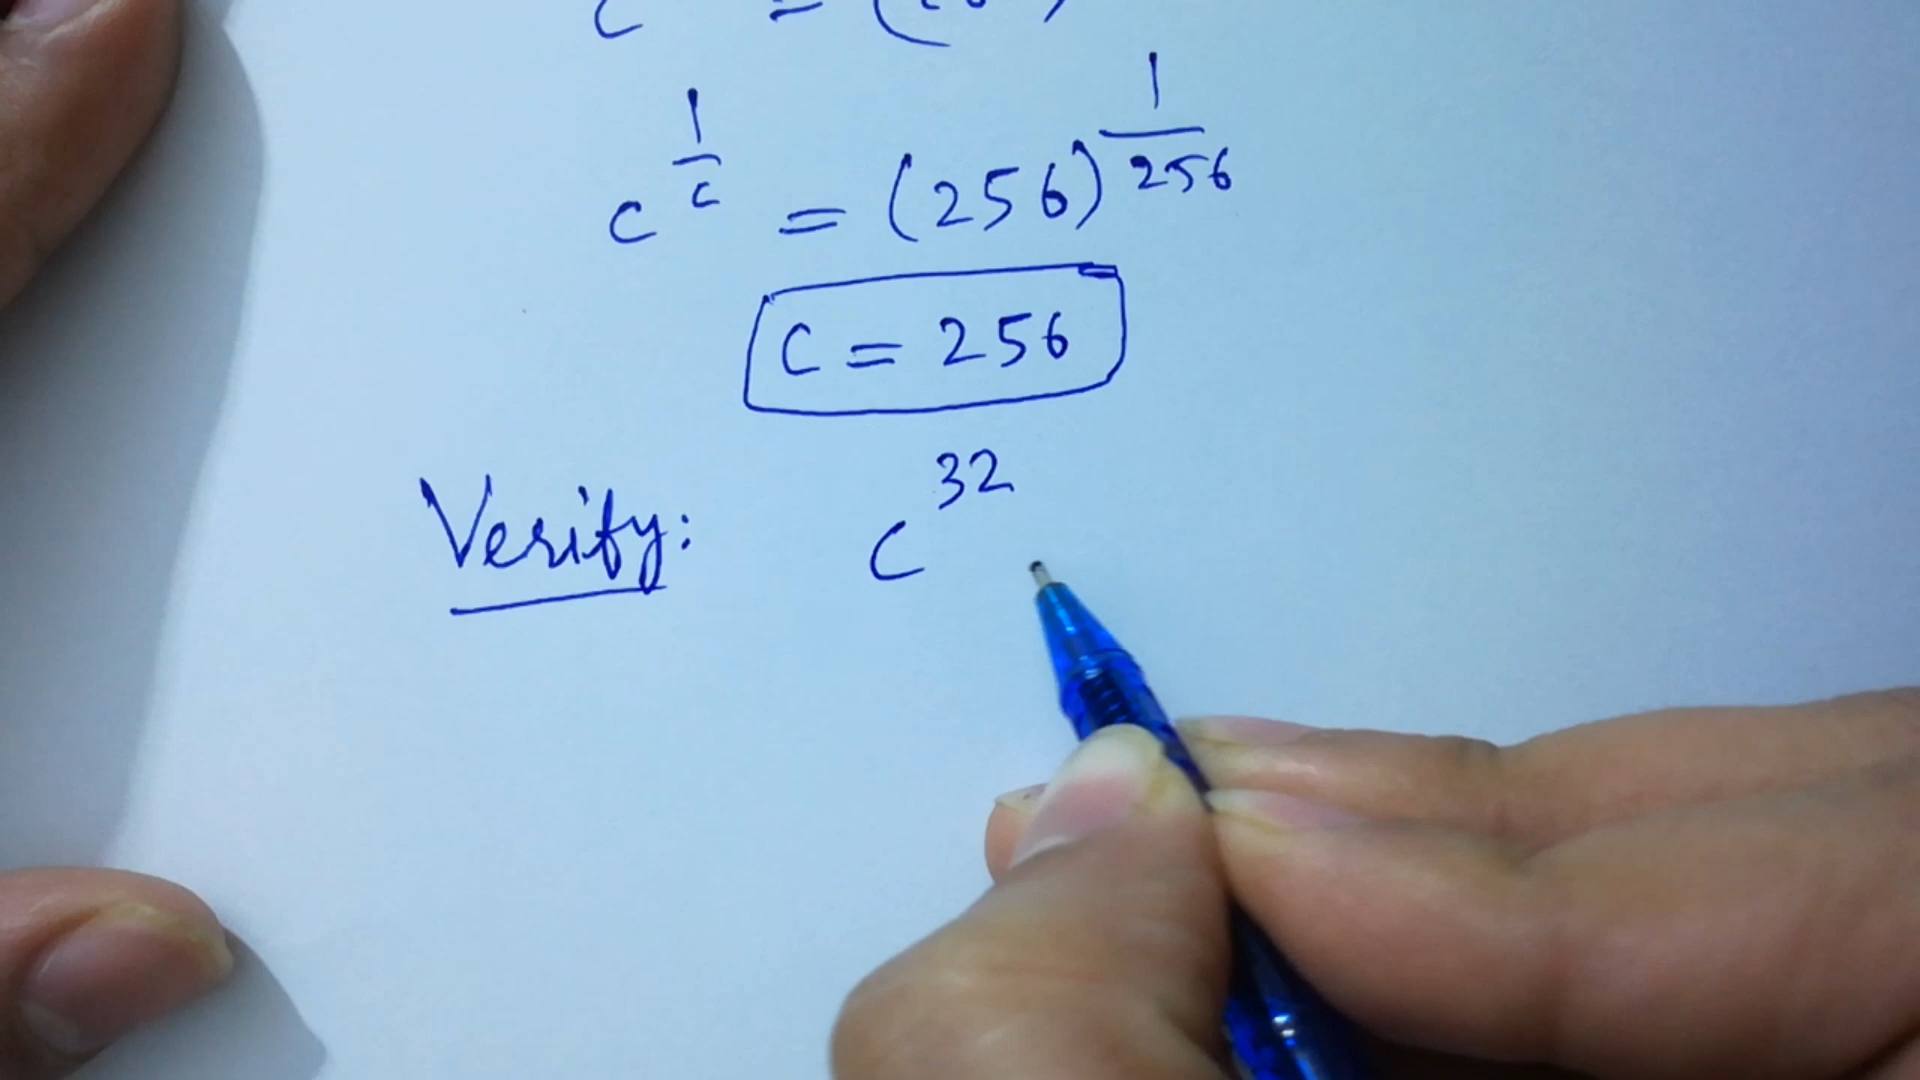 c^(1/c) = (256)^(1/256)
C = 256
Verify: c^32